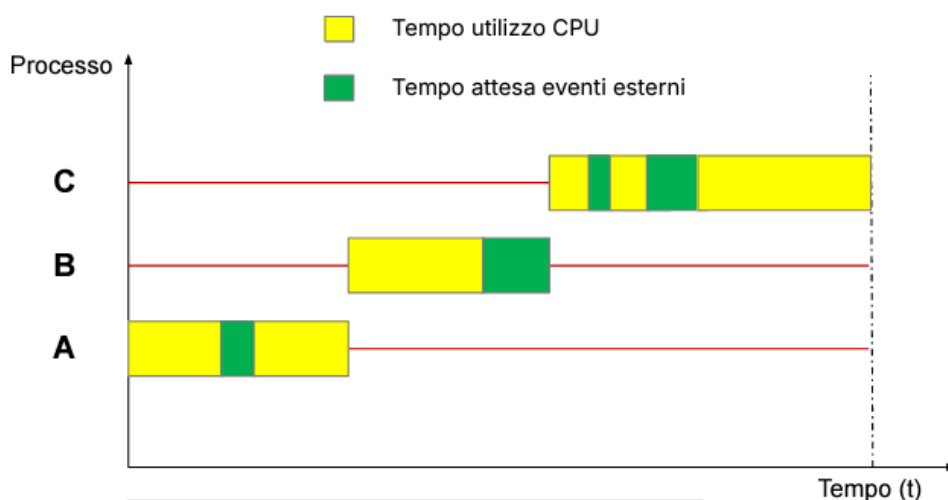 Tempo utilizzo CPU
Processo
Tempo attesa eventi esterni
C
B
A
Tempo (t)